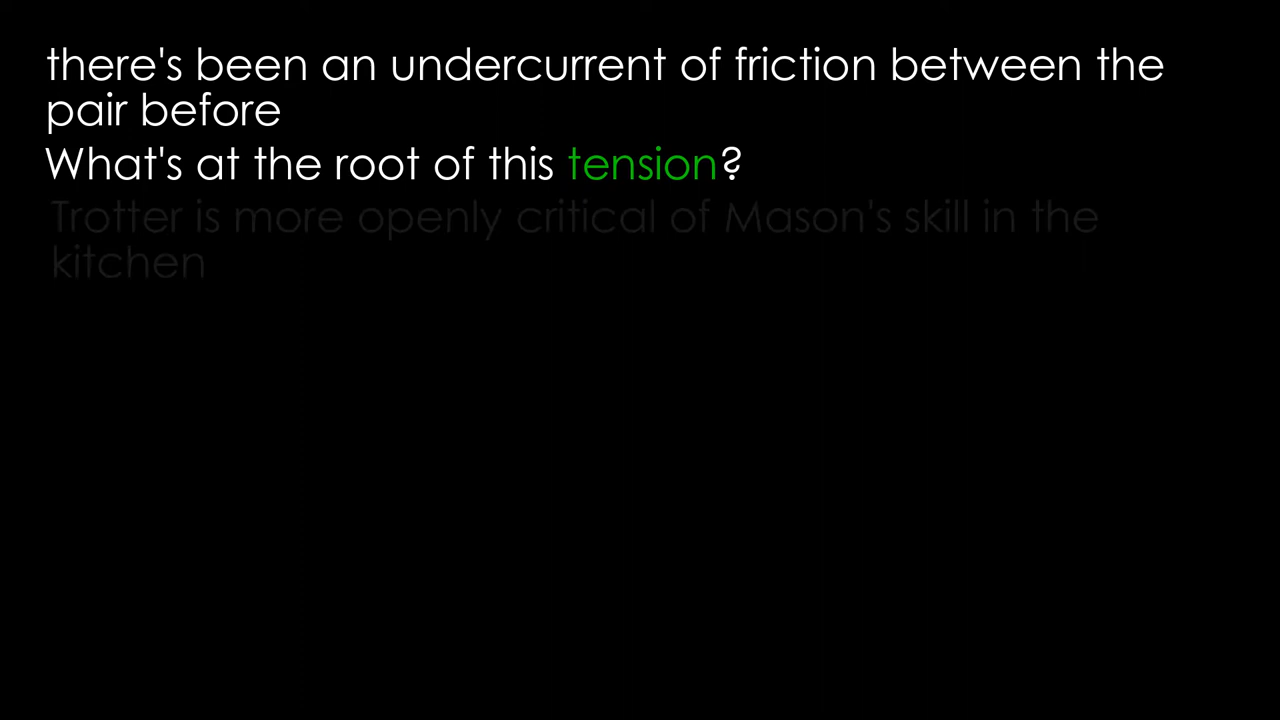 there's been an undercurrent of friction between the
pair before
What's at the root of this tension?
Trotter is more openly critical of Mason's skill in the
kitchen